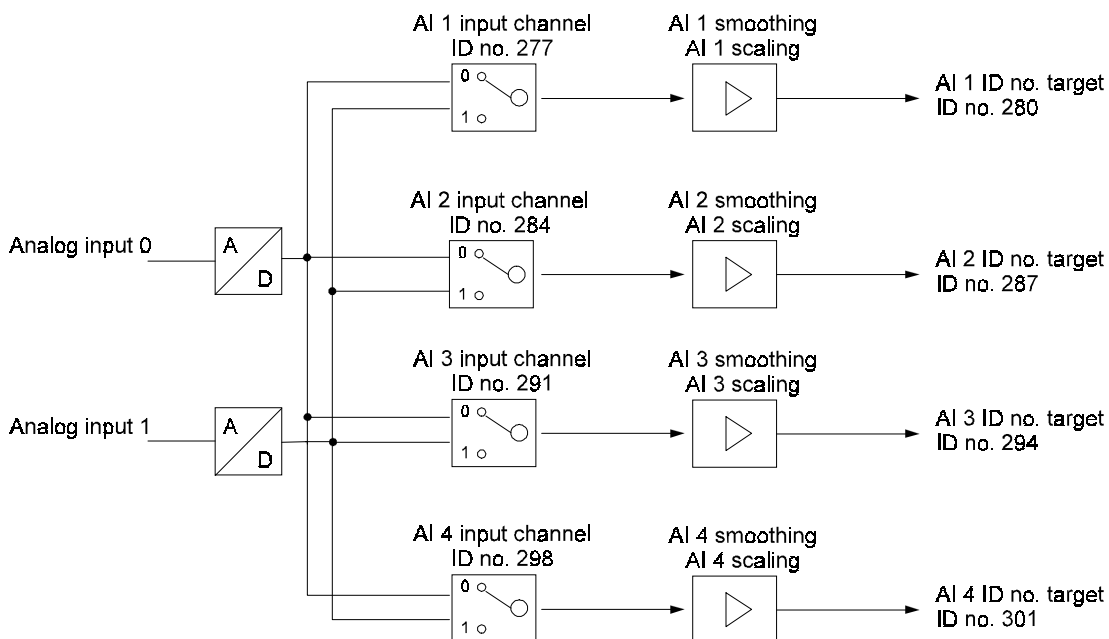 AI 1 input channel
ID no. 277
AI 1 smoothing
AI 1 scaling
0
1
AI 1 ID no. target
ID no. 280
AI 2 input channel
ID no. 284
AI 2 smoothing
AI 2 scaling
Analog input 0
A
D
0
1
AI 2 ID no. target
ID no. 287
AI 3 input channel
ID no. 291
AI 3 smoothing
AI 3 scaling
Analog input 1
A
D
0
1
AI 3 ID no. target
ID no. 294
AI 4 input channel
ID no. 298
AI 4 smoothing
AI 4 scaling
0
1
AI 4 ID no. target
ID no. 301